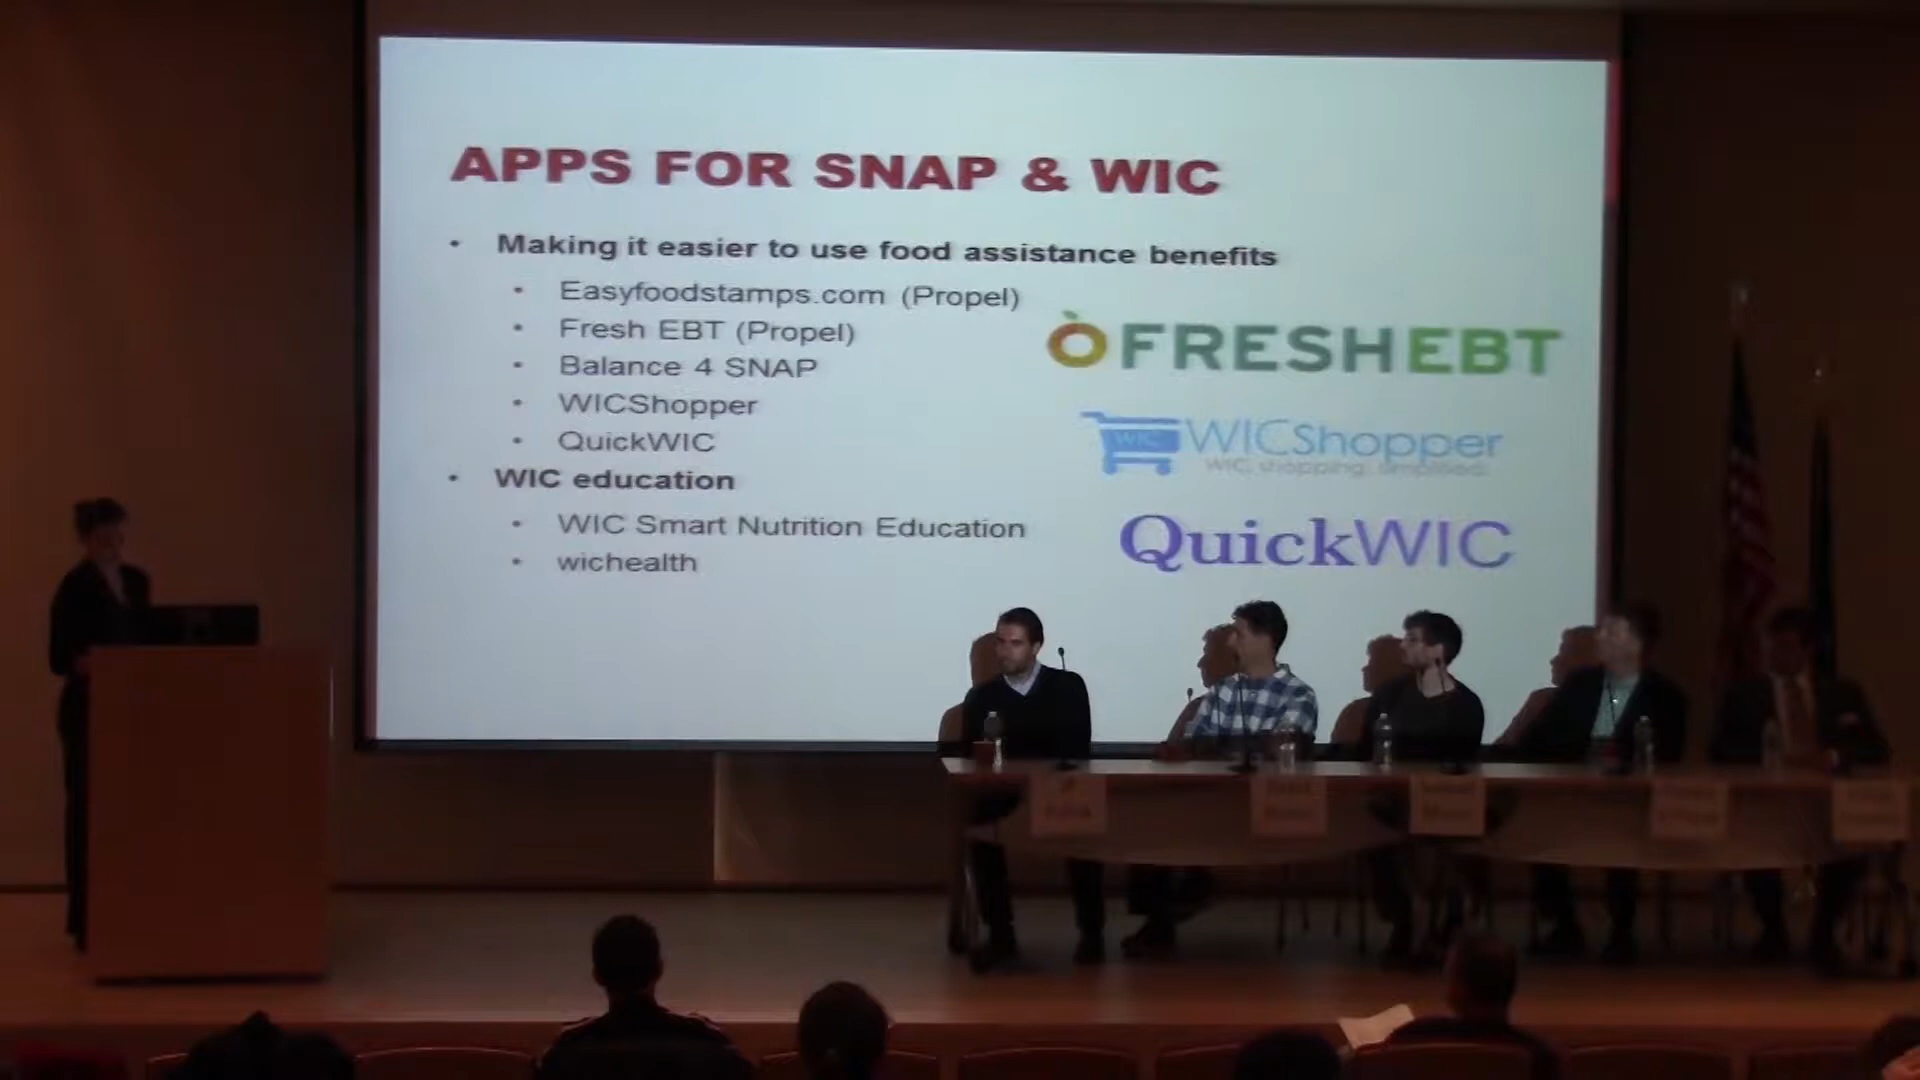 APPS FOR SNAP & WIC
• Making it easier to use food assistance benefits
• Easyfoodstamps.com (Propel)
• Fresh EBT (Propel)
• Balance 4 SNAP
• WICShopper
• QuickWIC
• WIC education
• WIC Smart Nutrition Education
• wichealth
FRESHEBT
WIC WICShopper
WIC shopping, simplified.
QuickWIC